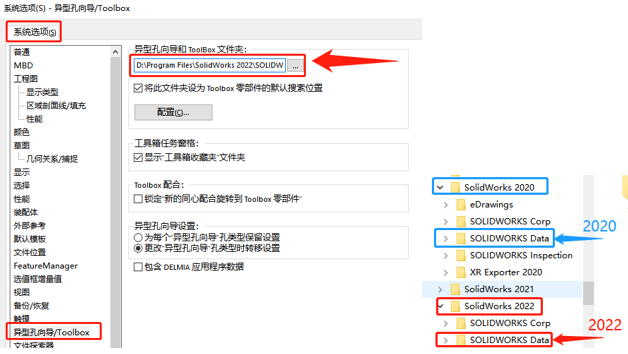 系统选项(S) - 异型孔向导/Toolbox
系统选项(S)
普通
MBD
工程图
显示类型
区域剖面线/填充
性能
颜色
草图
几何关系/捕捉
显示
选择
性能
装配体
外部参考
默认模板
文件位置
FeatureManager
选值框增量值
视图
备份/恢复
触摸
异型孔向导/Toolbox
文件探索器
异型孔向导和 ToolBox 文件夹:
D:\Program Files\SolidWorks 2022\SOLIDW
...
将此文件夹设为 Toolbox 零部件的默认搜索位置
配置(C)...
工具箱任务窗格:
显示"工具箱收藏夹"文件夹
Toolbox 配合:
锁定"新的同心配合旋转到 Toolbox 零部件"
异型孔向导设置:
为每个"异型孔向导"孔类型保留设置
更改"异型孔向导"孔类型时转移设置
包含 DELMIA 应用程序数据
SolidWorks 2020
eDrawings
SOLIDWORKS Corp
SOLIDWORKS Data
2020
SOLIDWORKS Inspection
XR Exporter 2020
SolidWorks 2021
SolidWorks 2022
SOLIDWORKS Corp
2022
SOLIDWORKS Data